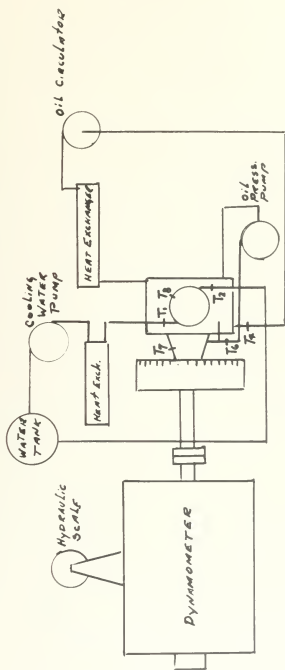 HYDRAULIC
SCALE
WATER
TANK
COOLING
WATER
PUMP
OIL CIRCULATOR
HEAT EXCH.
HEAT EXCHANGER
DYNAMOMETER
T7
T1
T8
T2
T6
T4
OIL
PRESS.
PUMP